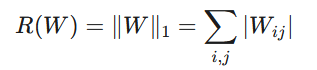 R(W) = ‖W‖₁ = ∑_{i,j} |W_{ij}|